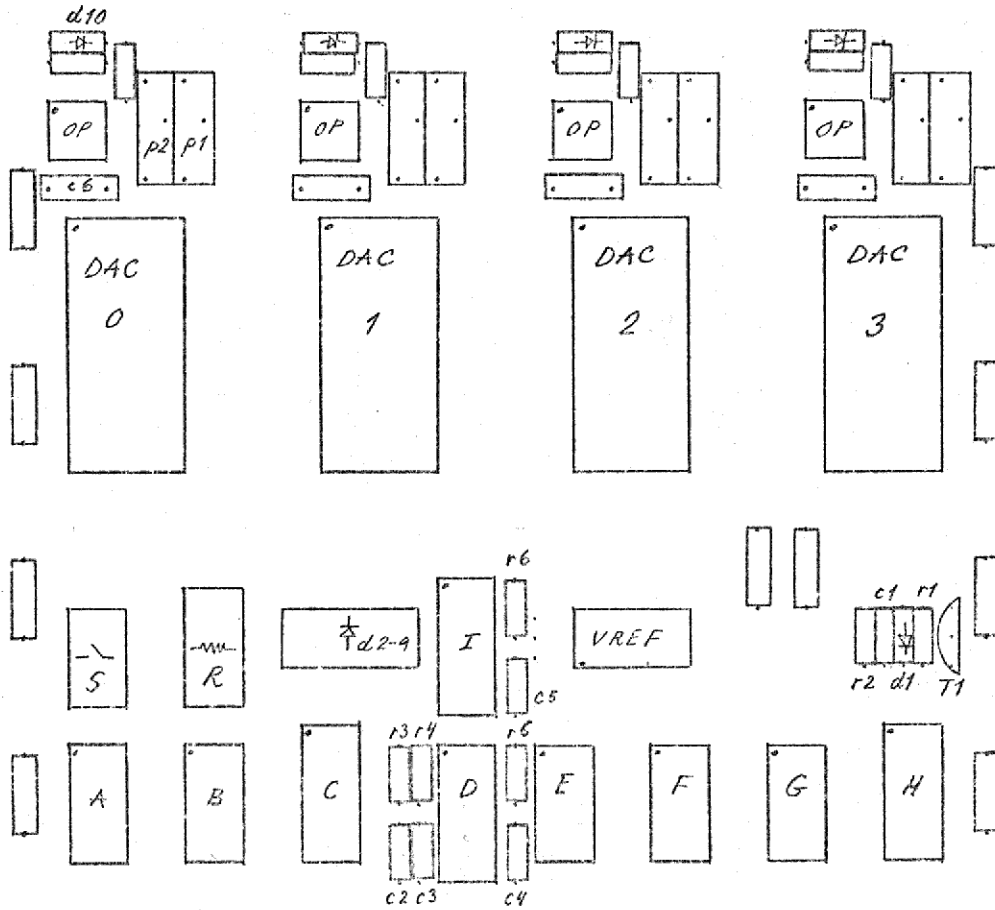 d10
OP OP OP OP
p2 p1
c6
DAC DAC DAC DAC
0 1 2 3
r6
c1 r1
S R d2-9 I VREF
c5
r2 d1 T1
r3 r4 r5
A B C D E F G H
c2 c3 c4